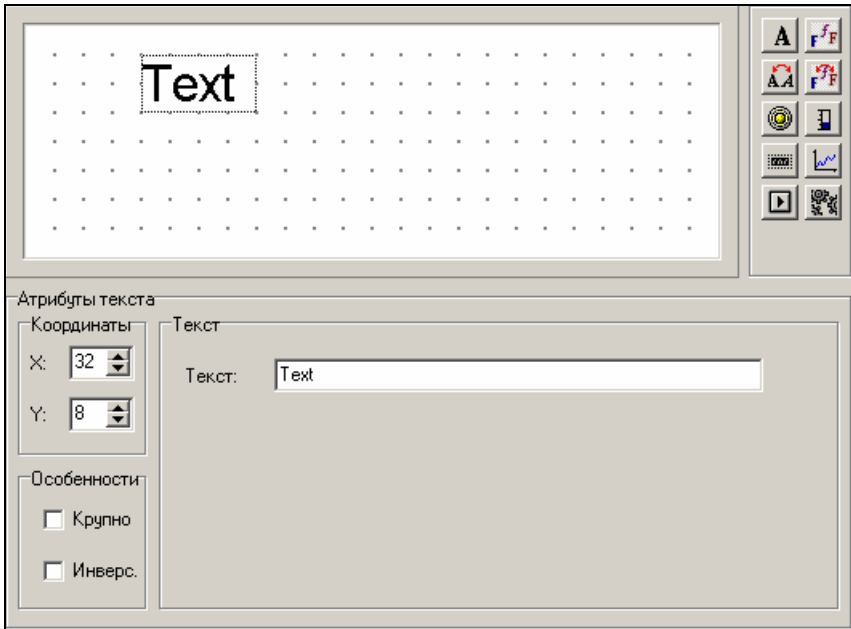 Text
Атрибуты текста
Координаты
X: 32
Y: 8
Особенности
Крупно
Инверс.
Текст
Текст: Text